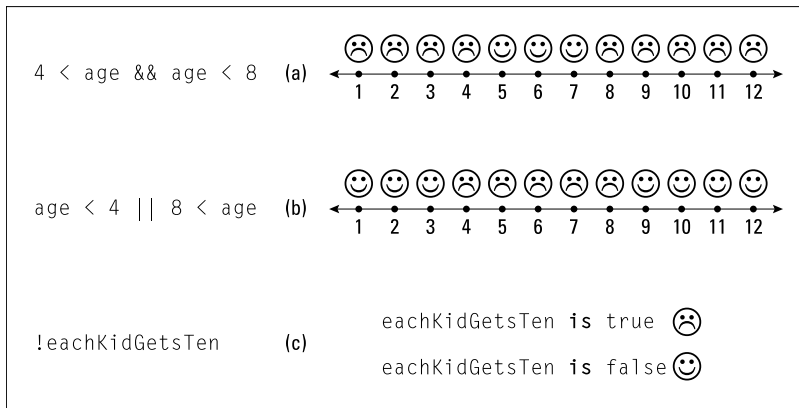 4 < age && age < 8 (a)
1 2 3 4 5 6 7 8 9 10 11 12
age < 4 || 8 < age (b)
1 2 3 4 5 6 7 8 9 10 11 12
!eachKidGetsTen (c)
eachKidGetsTen is true
eachKidGetsTen is false